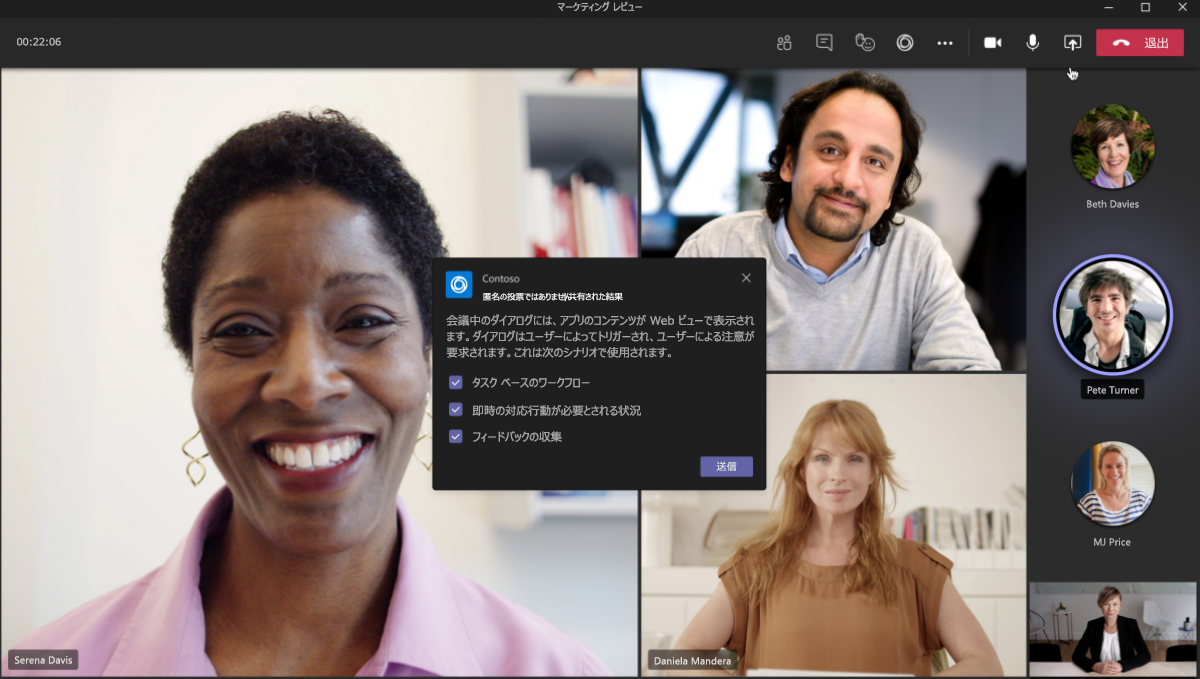 マーケティング レビュー
00:22:06
退出
Beth Davies
Contoso
匿名の投票ではありません/共有された結果
会議中のダイアログには、アプリのコンテンツが Web ビューで表示され
ます。ダイアログはユーザーによってトリガーされ、ユーザーによる注意が
要求されます。これは次のシナリオで使用されます。
タスク ベースのワークフロー
即時の対応行動が必要とされる状況
フィードバックの収集
送信
Pete Turner
MJ Price
Serena Davis
Daniela Mandera